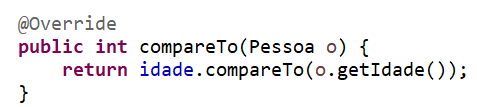 @Override
public int compareTo(Pessoa o) {
    return idade.compareTo(o.getIdade());
}